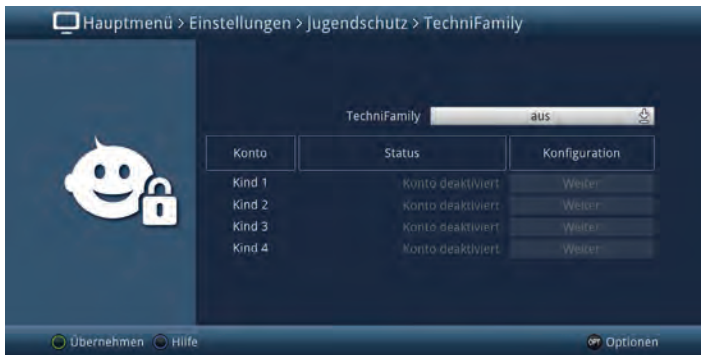 Hauptmenü > Einstellungen > Jugendschutz > TechniFamily
TechniFamily aus
Konto Status Konfiguration
Kind 1 Konto deaktiviert Weiter
Kind 2 Konto deaktiviert Weiter
Kind 3 Konto deaktiviert Weiter
Kind 4 Konto deaktiviert Weiter
Übernehmen Hilfe OPT Optionen